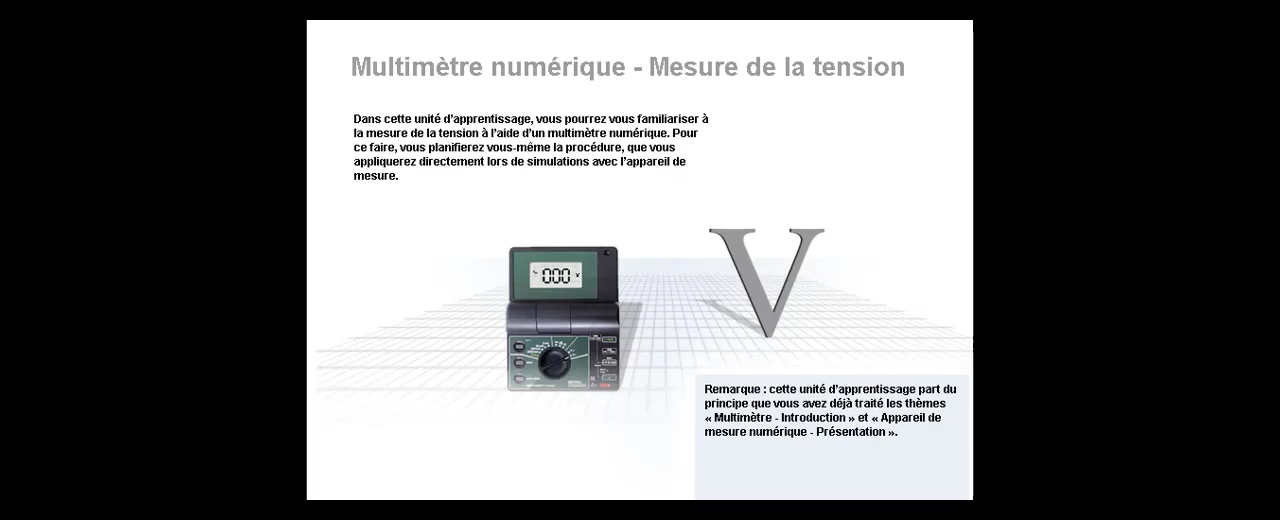 Multimètre numérique - Mesure de la tension
Dans cette unité d'apprentissage, vous pourrez vous familiariser à
la mesure de la tension à l'aide d'un multimètre numérique. Pour
ce faire, vous planifierez vous-même la procédure, que vous
appliquerez directement lors de simulations avec l'appareil de
mesure.
V
000
Remarque : cette unité d'apprentissage part du
principe que vous avez déjà traité les thèmes
« Multimètre - Introduction » et « Appareil de
mesure numérique - Présentation ».